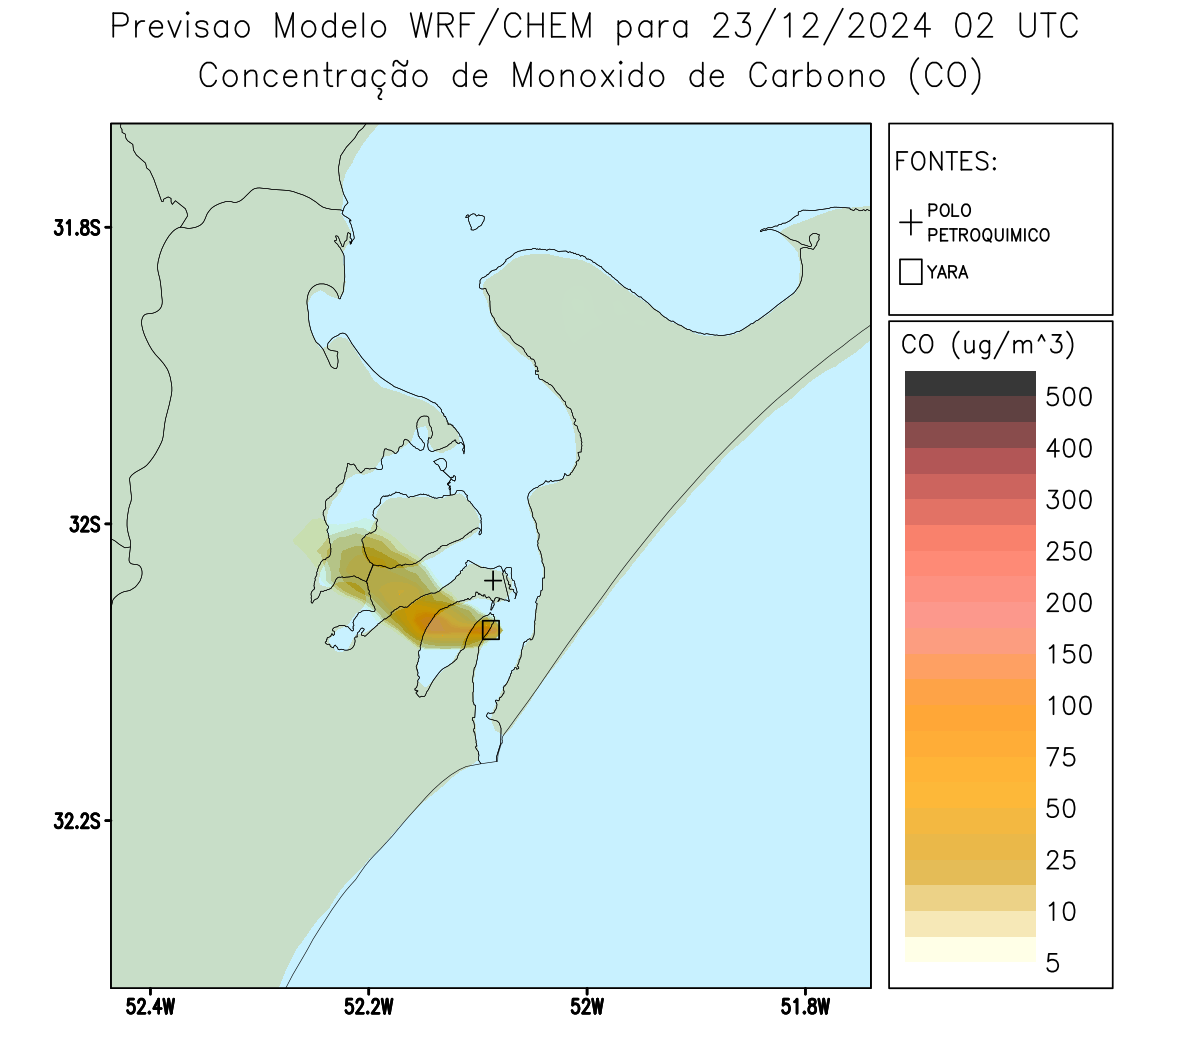 Previsao Modelo WRF/CHEM para 23/12/2024 02 UTC
Concentração de Monoxido de Carbono (CO)
FONTES:
POLO
PETROQUIMICO
YARA
CO (ug/m^3)
500
400
300
250
200
150
100
75
50
25
10
5
31.8S
32S
32.2S
52.4W
52.2W
52W
51.8W